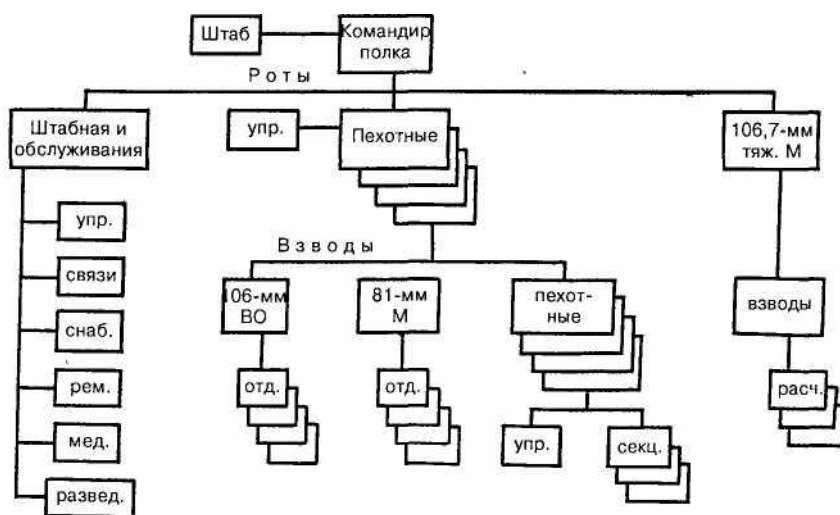 Штаб
Командир
полка
Роты
Штабная и
обслуживания
упр.
Пехотные
106,7-мм
тяж. М
упр.
связи
снаб.
рем.
мед.
развед.
Взводы
106-мм
ВО
81-мм
М
пехот-
ные
взводы
отд.
отд.
упр.
секц.
расч.